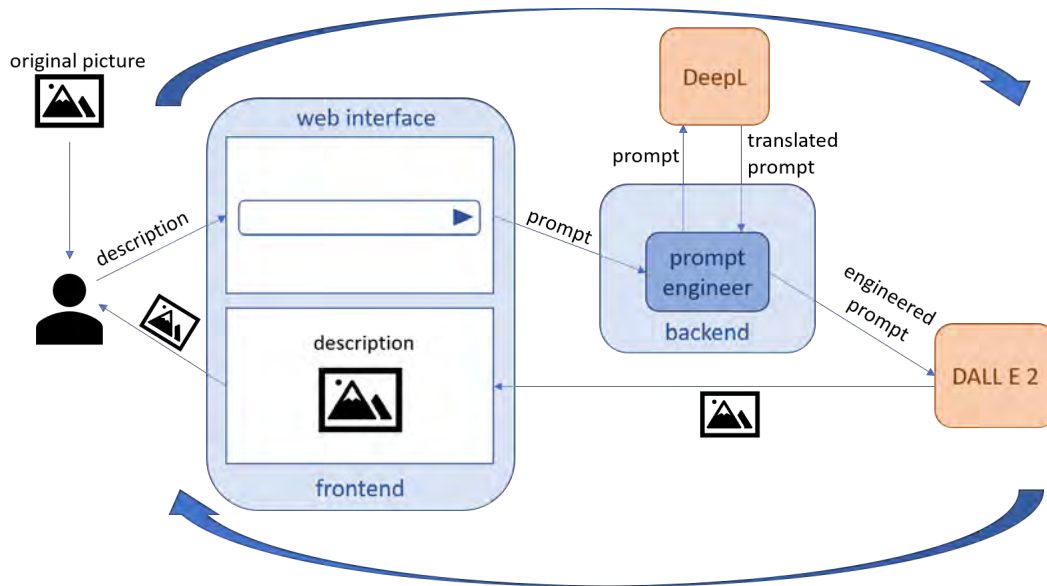 original picture
DeepL
web interface
prompt
translated
prompt
description
prompt
prompt
engineer
engineered
prompt
backend
description
DALL E 2
frontend